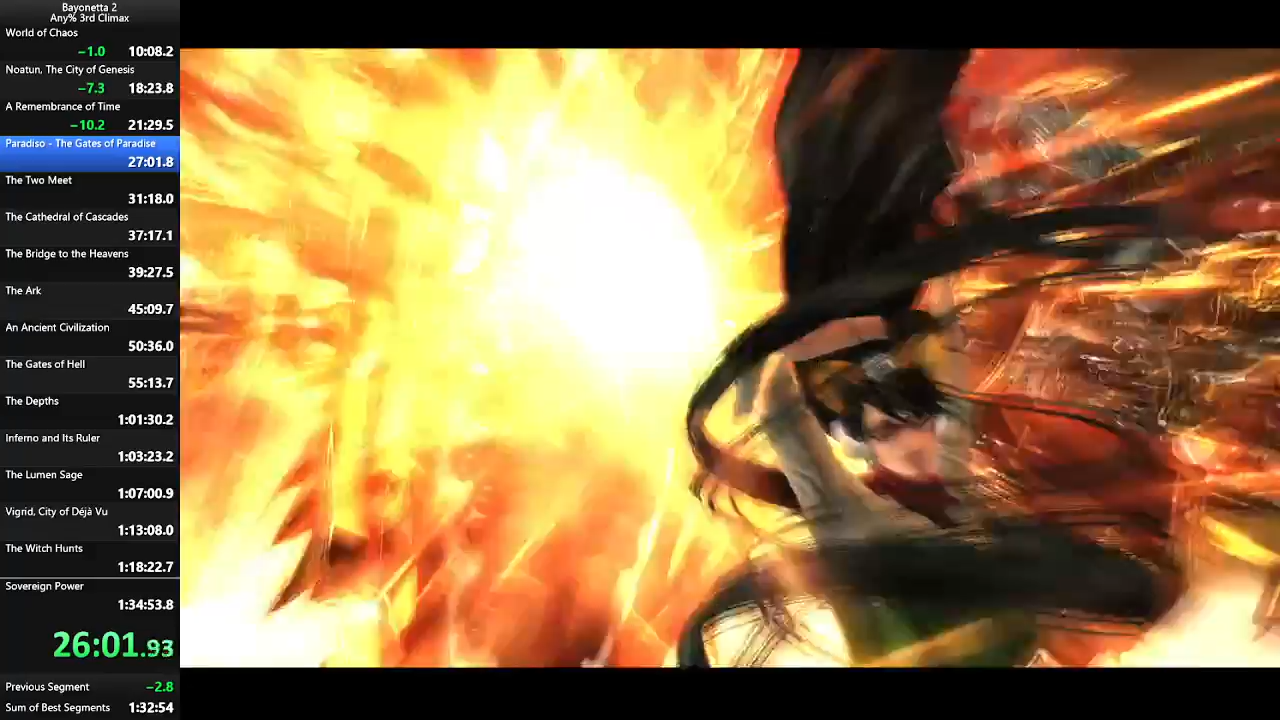 Bayonetta 2
Any% 3rd Climax
World of Chaos
−1.0 10:08.2
Noatun, The City of Genesis
−7.3 18:23.8
A Remembrance of Time
−10.2 21:29.5
Paradiso - The Gates of Paradise
27:01.8
The Two Meet
31:18.0
The Cathedral of Cascades
37:17.1
The Bridge to the Heavens
39:27.5
The Ark
45:09.7
An Ancient Civilization
50:36.0
The Gates of Hell
55:13.7
The Depths
1:01:30.2
Inferno and Its Ruler
1:03:23.2
The Lumen Sage
1:07:00.9
Vigrid, City of Déjà Vu
1:13:08.0
The Witch Hunts
1:18:22.7
Sovereign Power
1:34:53.8
26:01.93
Previous Segment −2.8
Sum of Best Segments 1:32:54